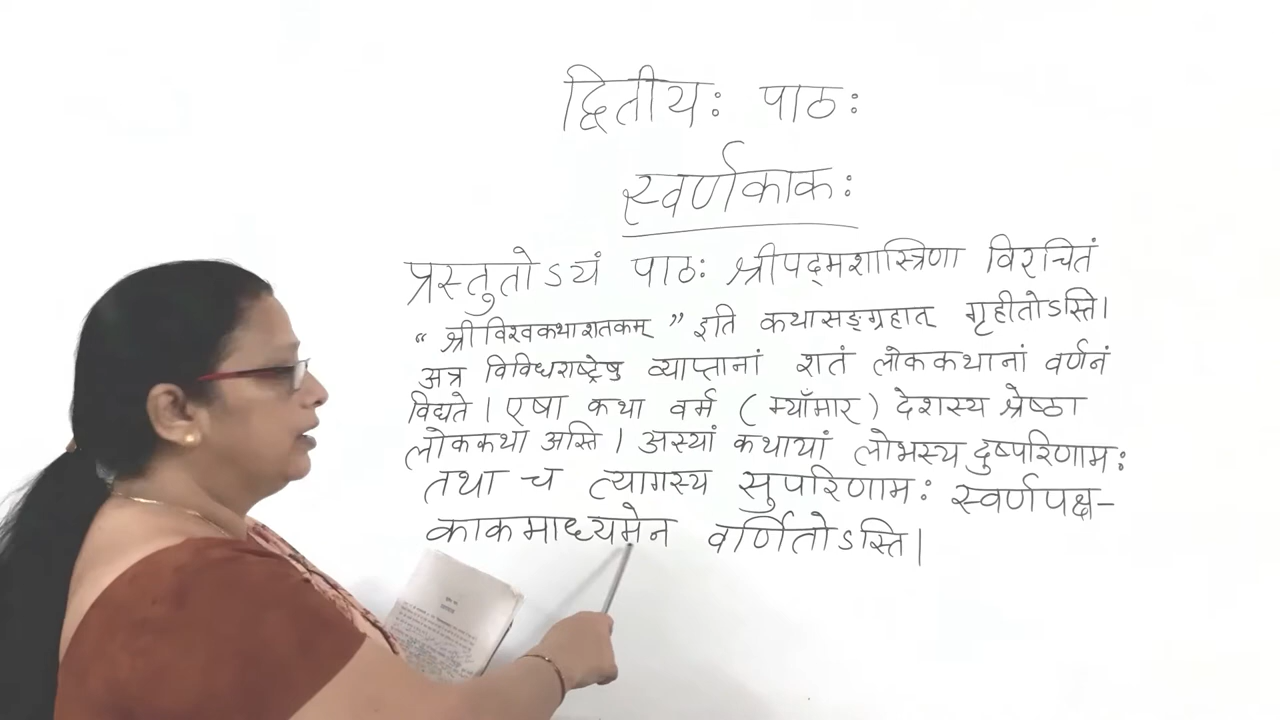 द्वितीयः पाठः
स्वर्णकाकः
प्रस्तुतोऽयं पाठः श्रीपद्मशास्त्रिणा विरचितं
“श्रीविश्वकथाशतकम्” इति कथासङ्ग्रहात् गृहीतोऽस्ति।
अत्र विविधराष्ट्रेषु व्याप्तानां शतं लोककथानां वर्णनं
विद्यते। एषा कथा वर्म (म्याँमार) देशस्य श्रेष्ठा
लोककथा अस्ति। अस्यां कथायां लोभस्य दुष्परिणामः
तथा च त्यागस्य सुपरिणामः स्वर्णपक्ष-
काकमाध्यमेन वर्णितोऽस्ति।